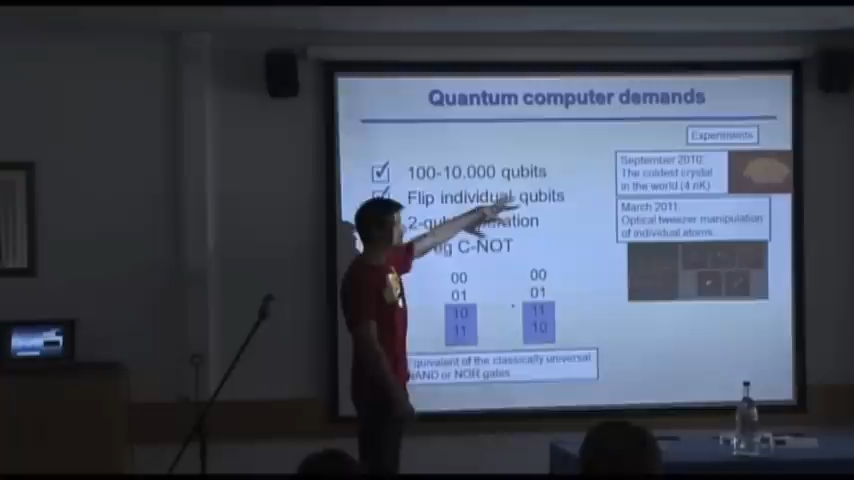 Quantum computer demands
Experiments
100-10.000 qubits
Flip individual qubits
2-qubit
eg C-NOT
00 00
01 01
10 11
11 10
quivalent of the classically universal
NAND or NOR gates
September 2010:
The coldest crystal
in the world (4 nK)
March 2011:
Optical tweezer manipulation
of individual atoms.